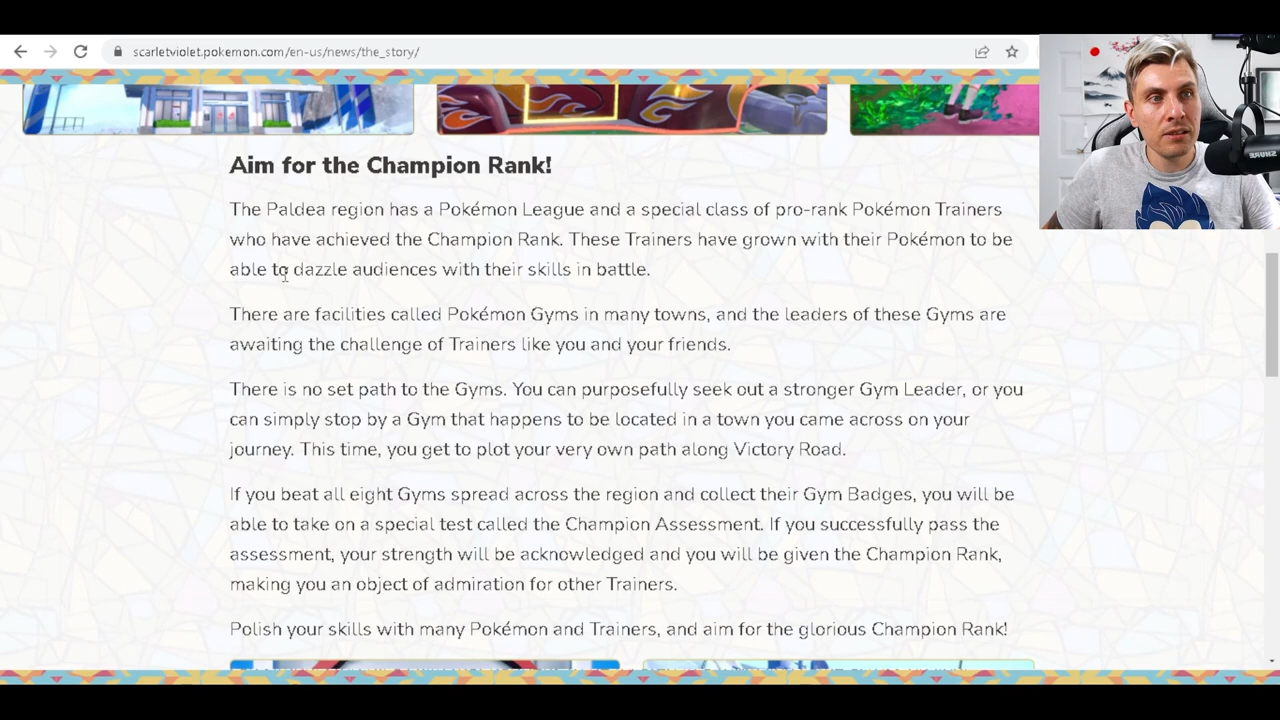 scarletviolet.pokemon.com/en-us/news/the_story/
Aim for the Champion Rank!
The Paldea region has a Pokémon League and a special class of pro-rank Pokémon Trainers
who have achieved the Champion Rank. These Trainers have grown with their Pokémon to be
able to dazzle audiences with their skills in battle.
There are facilities called Pokémon Gyms in many towns, and the leaders of these Gyms are
awaiting the challenge of Trainers like you and your friends.
There is no set path to the Gyms. You can purposefully seek out a stronger Gym Leader, or you
can simply stop by a Gym that happens to be located in a town you came across on your
journey. This time, you get to plot your very own path along Victory Road.
If you beat all eight Gyms spread across the region and collect their Gym Badges, you will be
able to take on a special test called the Champion Assessment. If you successfully pass the
assessment, your strength will be acknowledged and you will be given the Champion Rank,
making you an object of admiration for other Trainers.
Polish your skills with many Pokémon and Trainers, and aim for the glorious Champion Rank!
SHURE